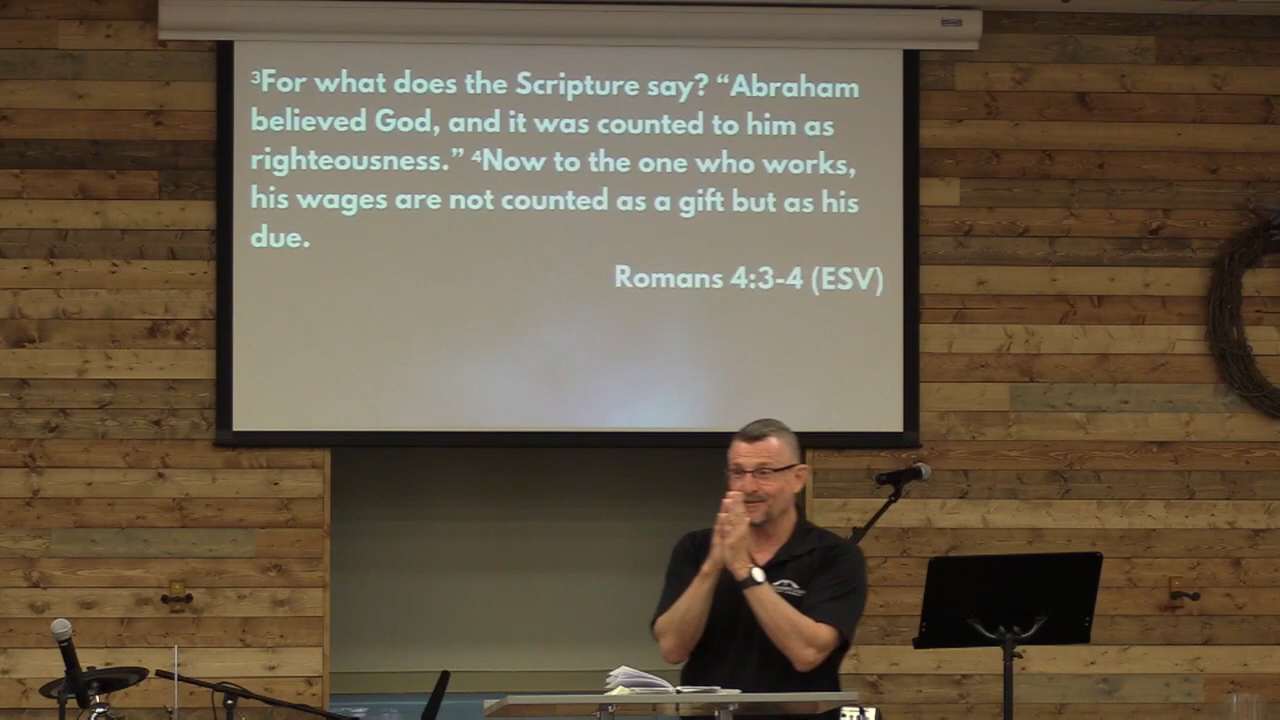 ³For what does the Scripture say? “Abraham
believed God, and it was counted to him as
righteousness.” ⁴Now to the one who works,
his wages are not counted as a gift but as his
due.
Romans 4:3-4 (ESV)